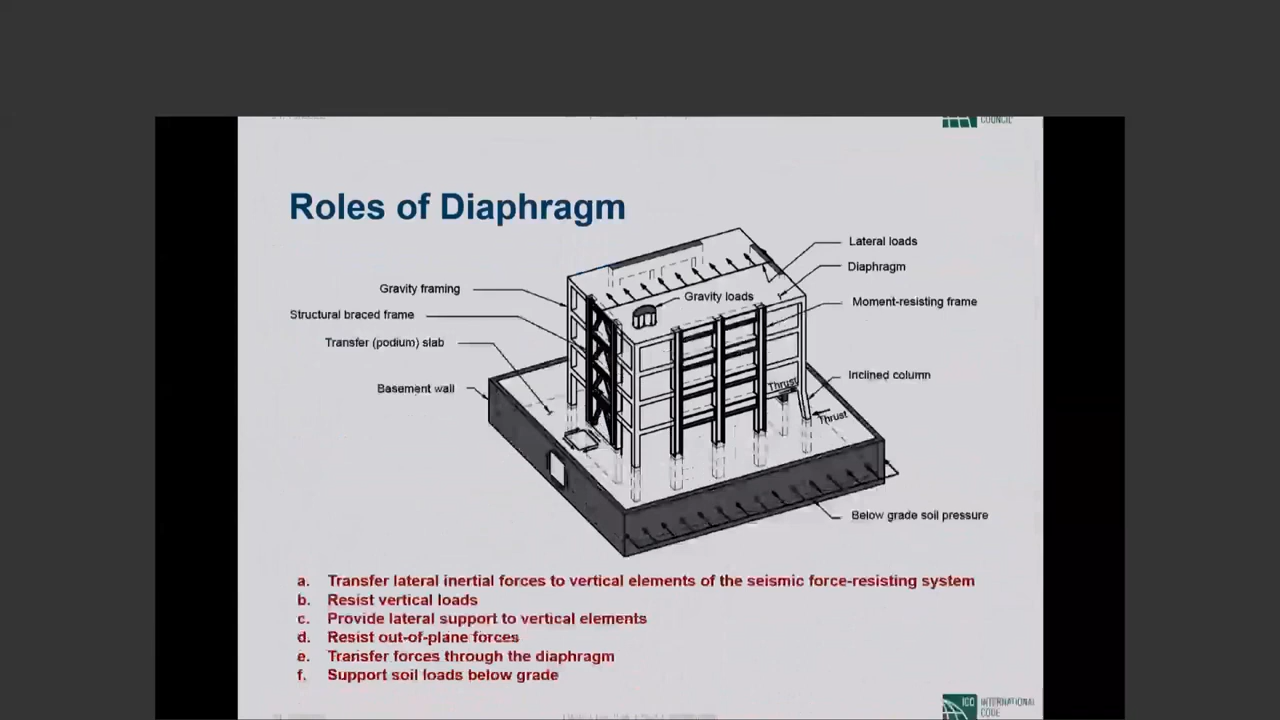 COUNCIL
Roles of Diaphragm
Lateral loads
Diaphragm
Gravity framing
Gravity loads
Moment-resisting frame
Structural braced frame
Transfer (podium) slab
Inclined column
Thrust
Basement wall
Thrust
Below grade soil pressure
a. Transfer lateral inertial forces to vertical elements of the seismic force-resisting system
b. Resist vertical loads
c. Provide lateral support to vertical elements
d. Resist out-of-plane forces
e. Transfer forces through the diaphragm
f. Support soil loads below grade
INTERNATIONAL
CODE